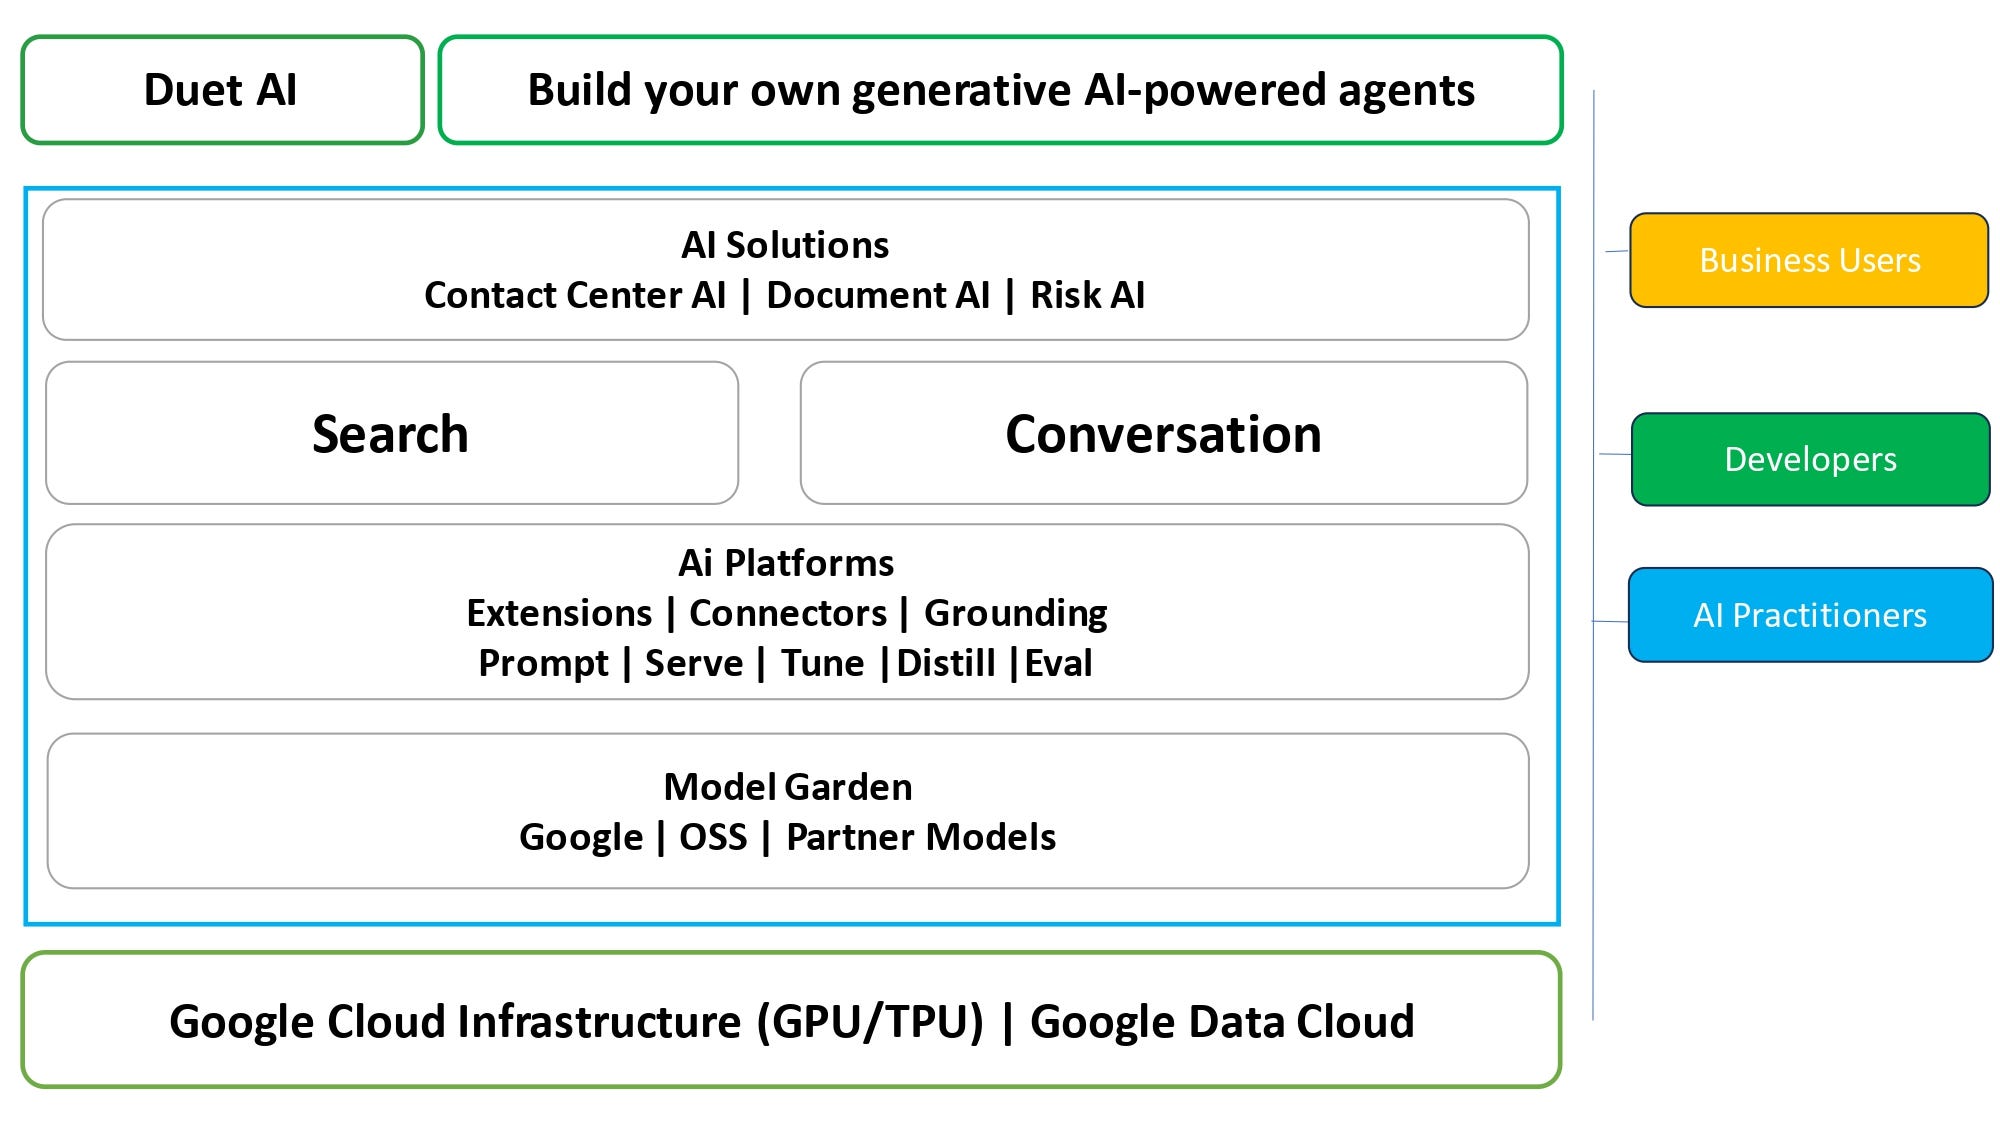 Duet AI
Build your own generative AI-powered agents
AI Solutions
Contact Center AI | Document AI | Risk AI
Search
Conversation
Ai Platforms
Extensions | Connectors | Grounding
Prompt | Serve | Tune |Distill |Eval
Model Garden
Google | OSS | Partner Models
Google Cloud Infrastructure (GPU/TPU) | Google Data Cloud
Business Users
Developers
AI Practitioners